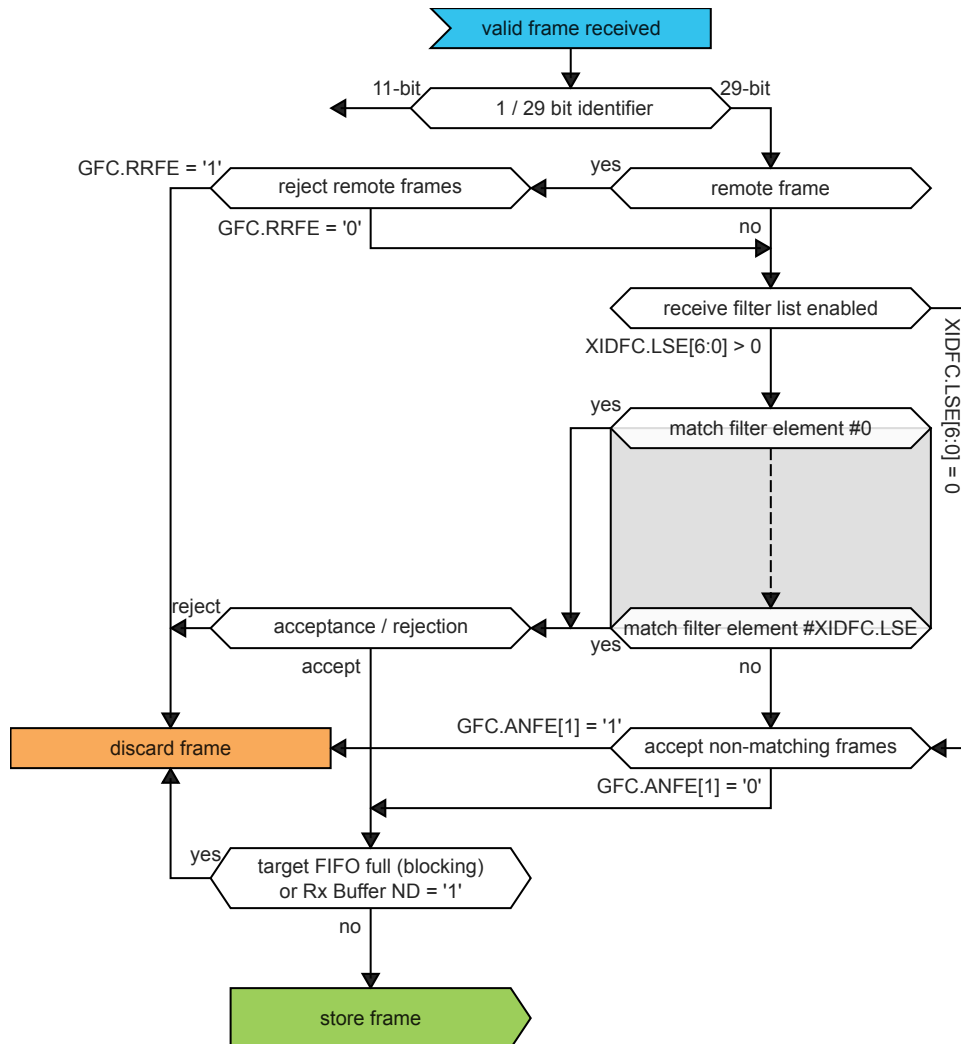 valid frame received
11-bit
29-bit
1 / 29 bit identifier
GFC.RRFE = '1'
yes
reject remote frames
remote frame
GFC.RRFE = '0'
no
receive filter list enabled
XIDFC.LSE[6:0] > 0
XIDFC.LSE[6:0] = 0
yes
match filter element #0
reject
acceptance / rejection
match filter element #XIDFC.LSE
yes
accept
no
GFC.ANFE[1] = '1'
discard frame
accept non-matching frames
GFC.ANFE[1] = '0'
yes
target FIFO full (blocking)
or Rx Buffer ND = '1'
no
store frame